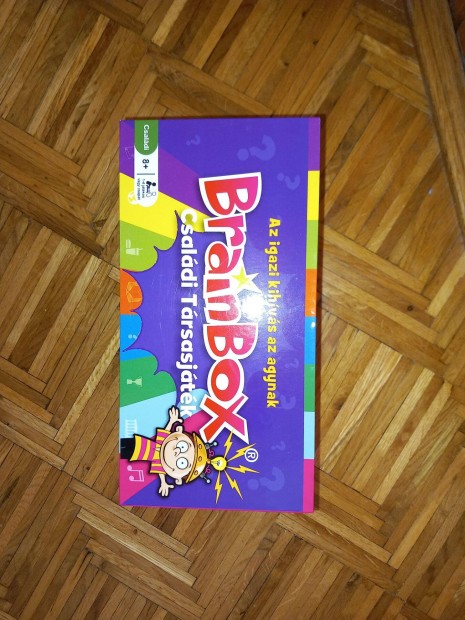 Az igazi kihívás az agynak
BrainBOX®
Családi Társasjáték
Családi
8+